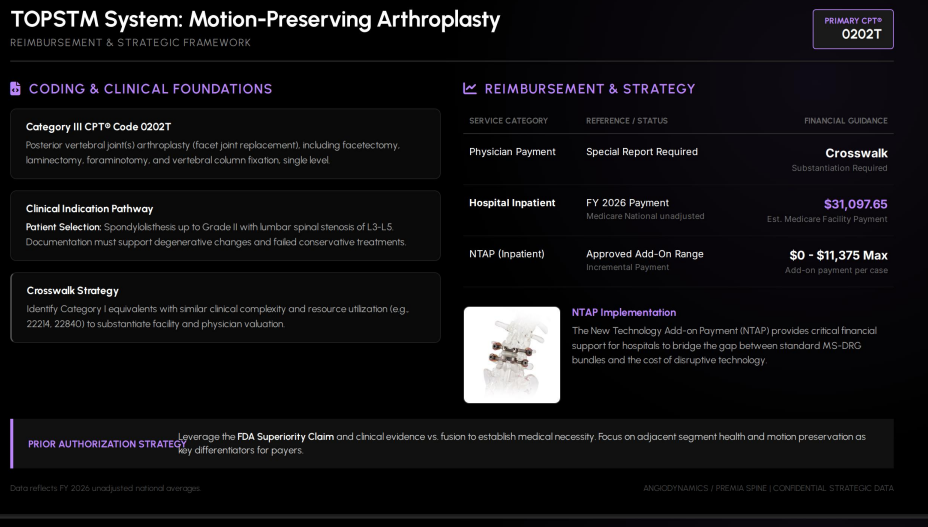 TOPSTM System: Motion-Preserving Arthroplasty
REIMBURSEMENT & STRATEGIC FRAMEWORK
PRIMARY CPT®
0202T
CODING & CLINICAL FOUNDATIONS
Category III CPT® Code 0202T
Posterior vertebral joint(s) arthroplasty (facet joint replacement), including facetectomy,
laminectomy, foraminotomy, and vertebral column fixation, single level.
Clinical Indication Pathway
Patient Selection: Spondylolisthesis up to Grade II with lumbar spinal stenosis of L3-L5.
Documentation must support degenerative changes and failed conservative treatments.
Crosswalk Strategy
Identify Category I equivalents with similar clinical complexity and resource utilization (e.g.,
22214, 22840) to substantiate facility and physician valuation.
REIMBURSEMENT & STRATEGY
SERVICE CATEGORY REFERENCE / STATUS FINANCIAL GUIDANCE
Physician Payment Special Report Required Crosswalk
Substantiation Required
Hospital Inpatient FY 2026 Payment $31,097.65
Medicare National unadjusted Est. Medicare Facility Payment
NTAP (Inpatient) Approved Add-On Range $0 - $11,375 Max
Incremental Payment Add-on payment per case
NTAP Implementation
The New Technology Add-on Payment (NTAP) provides critical financial
support for hospitals to bridge the gap between standard MS-DRG
bundles and the cost of disruptive technology.
PRIOR AUTHORIZATION STRATEGY
Leverage the FDA Superiority Claim and clinical evidence vs. fusion to establish medical necessity. Focus on adjacent segment health and motion preservation as
key differentiators for payers.
Data reflects FY 2026 unadjusted national averages.
ANGIODYNAMICS / PREMIA SPINE | CONFIDENTIAL STRATEGIC DATA